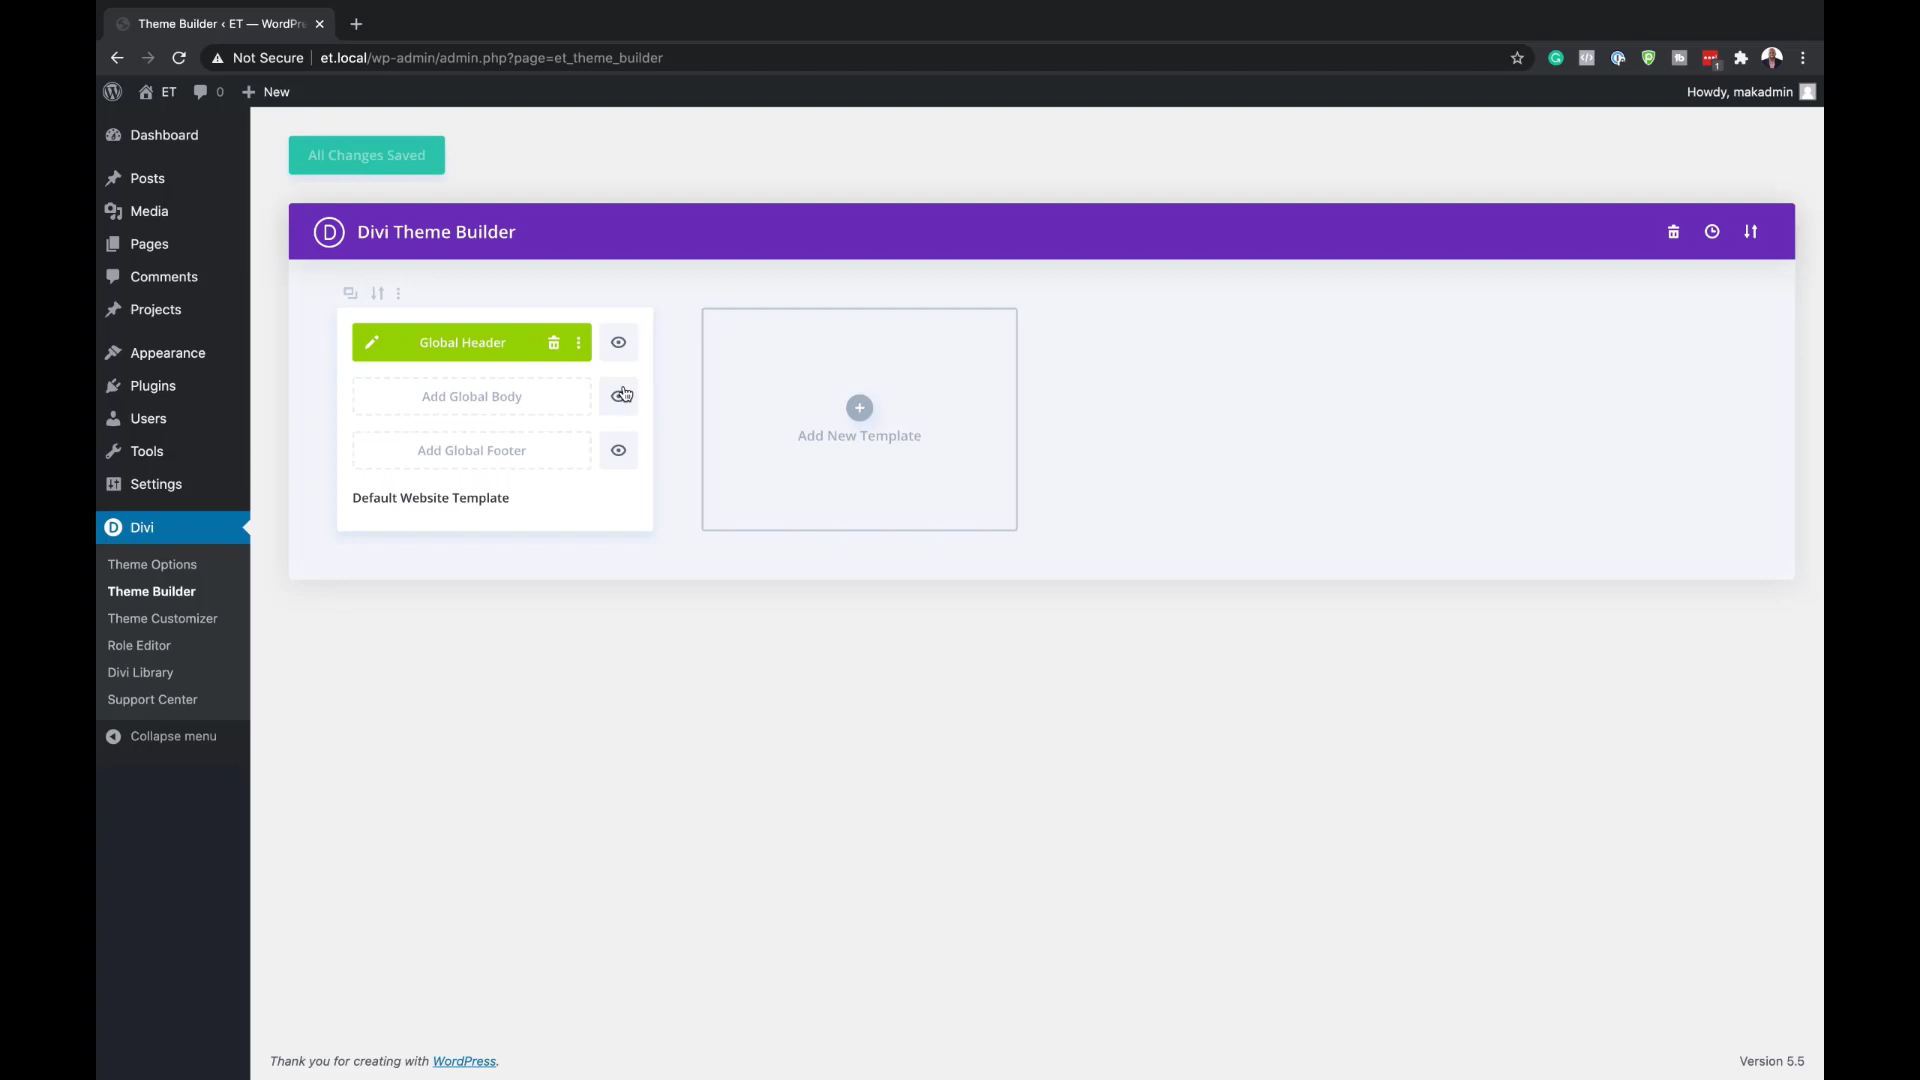 Theme Builder ‹ ET — WordPr
Not Secure
et.local/wp-admin/admin.php?page=et_theme_builder
1
ET
0
New
Howdy, makadmin
Dashboard
Posts
Media
Pages
Comments
Projects
Appearance
Plugins
Users
Tools
Settings
D Divi
Theme Options
Theme Builder
Theme Customizer
Role Editor
Divi Library
Support Center
Collapse menu
All Changes Saved
D Divi Theme Builder
Global Header
Add Global Body
Add Global Footer
Default Website Template
Add New Template
Thank you for creating with WordPress.
Version 5.5